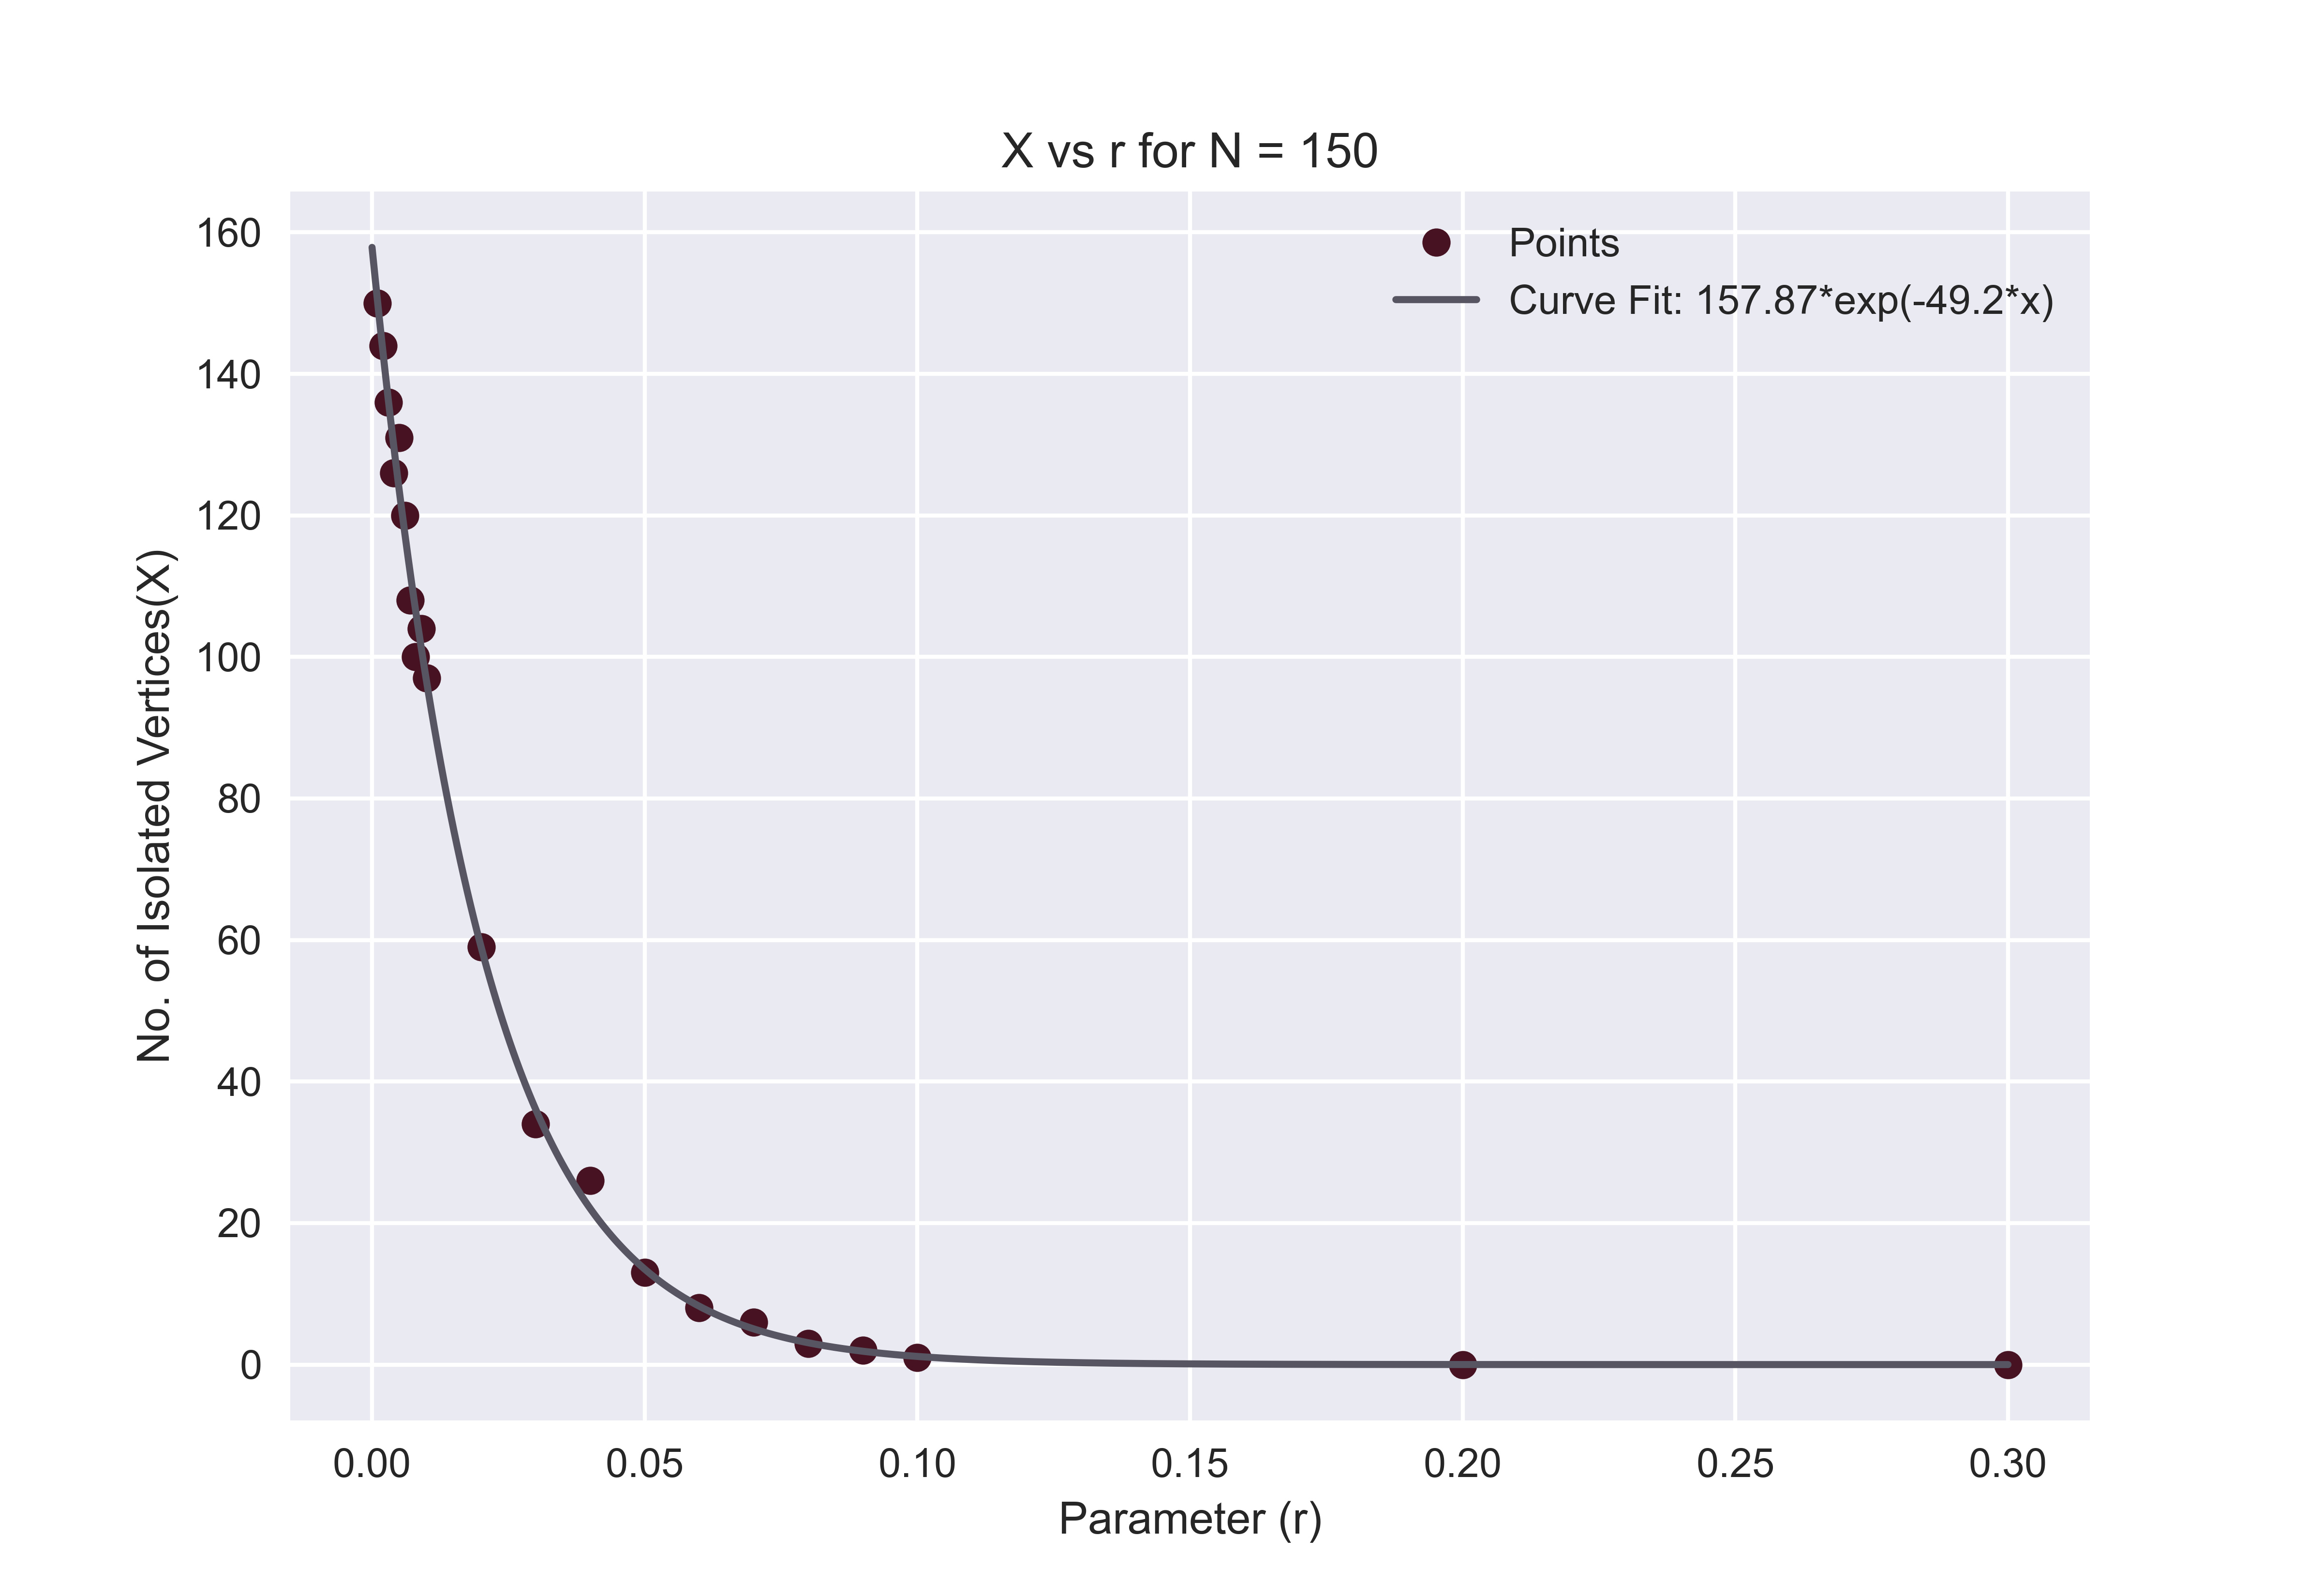 X vs r for N = 150
Points
Curve Fit: 157.87*exp(-49.2*x)
No. of Isolated Vertices(X)
160
140
120
100
80
60
40
20
0
0.00 0.05 0.10 0.15 0.20 0.25 0.30
Parameter (r)